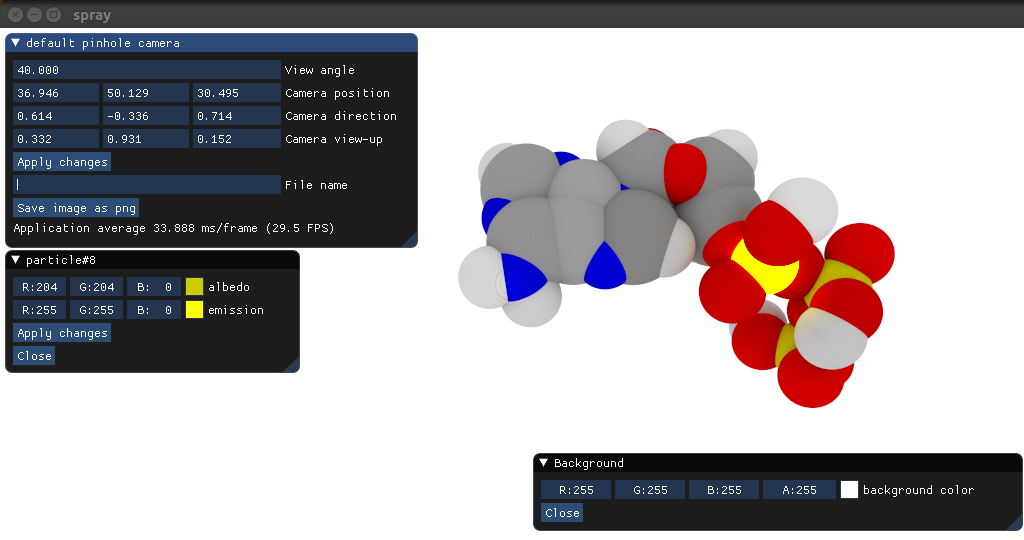 spray
default pinhole camera
40.000 View angle
36.946 50.129 30.495 Camera position
0.614 -0.336 0.714 Camera direction
0.332 0.931 0.152 Camera view-up
Apply changes
File name
Save image as png
Application average 33.888 ms/frame (29.5 FPS)
particle#8
R:204 G:204 B: 0 albedo
R:255 G:255 B: 0 emission
Apply changes
Close
Background
R:255 G:255 B:255 A:255 background color
Close